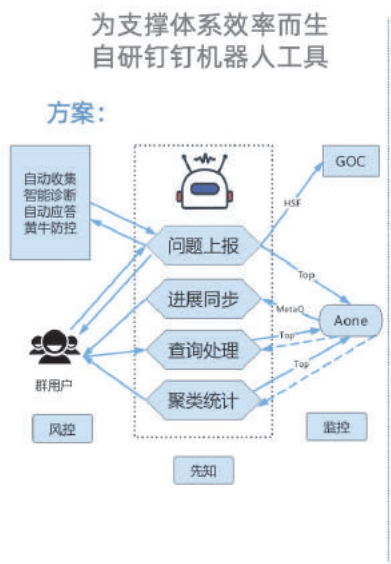 为支撑体系效率而生
自研钉钉机器人工具
方案：
自动收集
智能诊断
自动应答
黄牛防控
GOC
HSF
问题上报
Top
进展同步
MetaQ
Aone
查询处理
Top
Top
聚类统计
群用户
风控
监控
先知